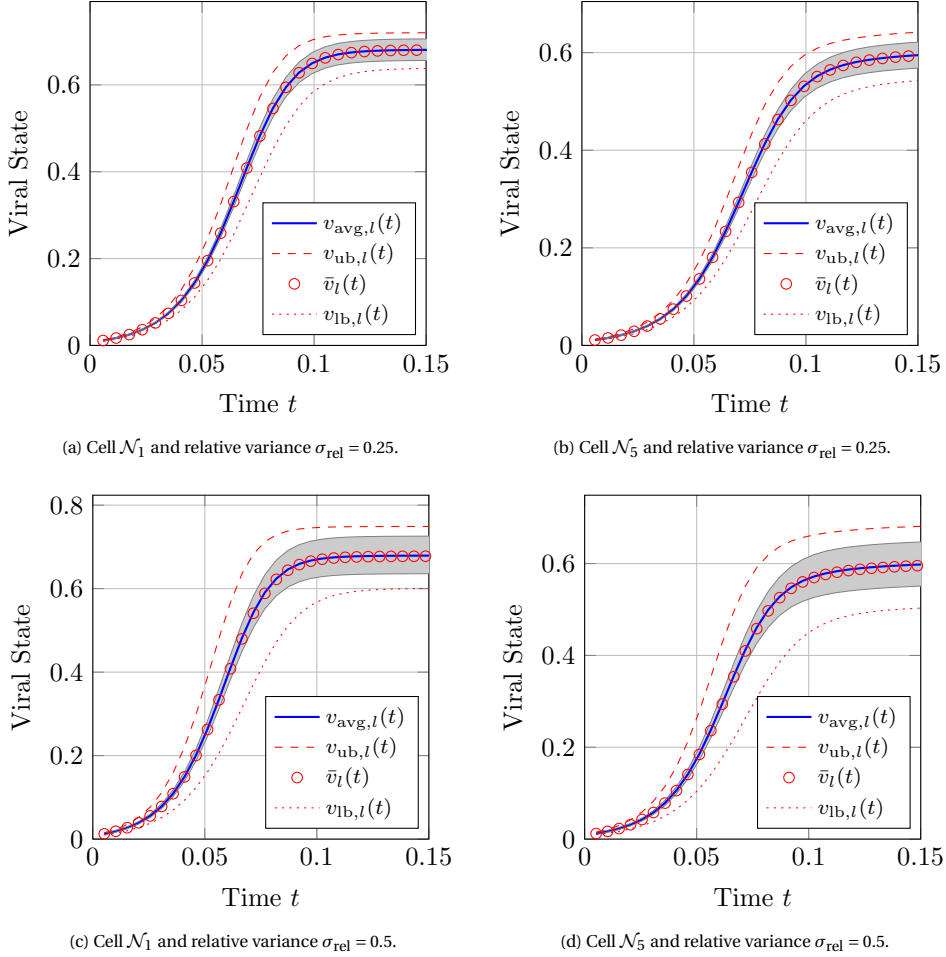 0.6
0.4
0.2
0
Viral State
v_avg,l(t)
v_ub,l(t)
v̄_l(t)
v_lb,l(t)
0
0.05
0.1
0.15
Time t
(a) Cell 𝒩₁ and relative variance σ_rel = 0.25.
0.6
0.4
0.2
0
Viral State
v_avg,l(t)
v_ub,l(t)
v̄_l(t)
v_lb,l(t)
0
0.05
0.1
0.15
Time t
(b) Cell 𝒩₅ and relative variance σ_rel = 0.25.
0.8
0.6
0.4
0.2
0
Viral State
v_avg,l(t)
v_ub,l(t)
v̄_l(t)
v_lb,l(t)
0
0.05
0.1
0.15
Time t
(c) Cell 𝒩₁ and relative variance σ_rel = 0.5.
0.6
0.4
0.2
0
Viral State
v_avg,l(t)
v_ub,l(t)
v̄_l(t)
v_lb,l(t)
0
0.05
0.1
0.15
Time t
(d) Cell 𝒩₅ and relative variance σ_rel = 0.5.